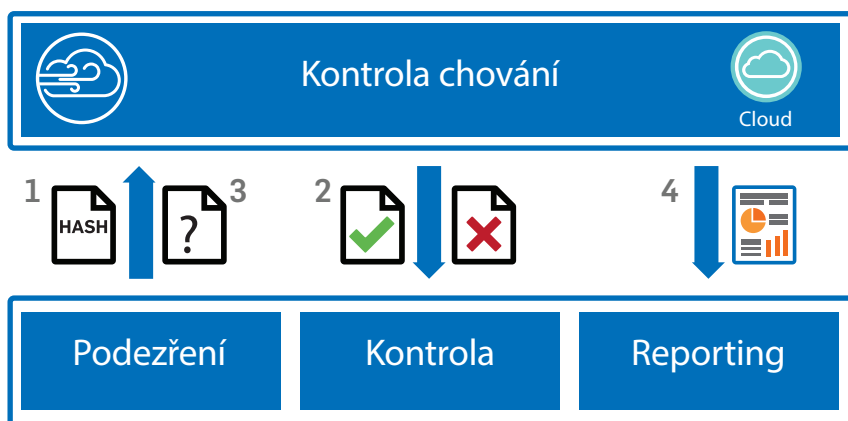 Kontrola chování
Cloud
1
HASH
?
3
2
4
Podezření
Kontrola
Reporting